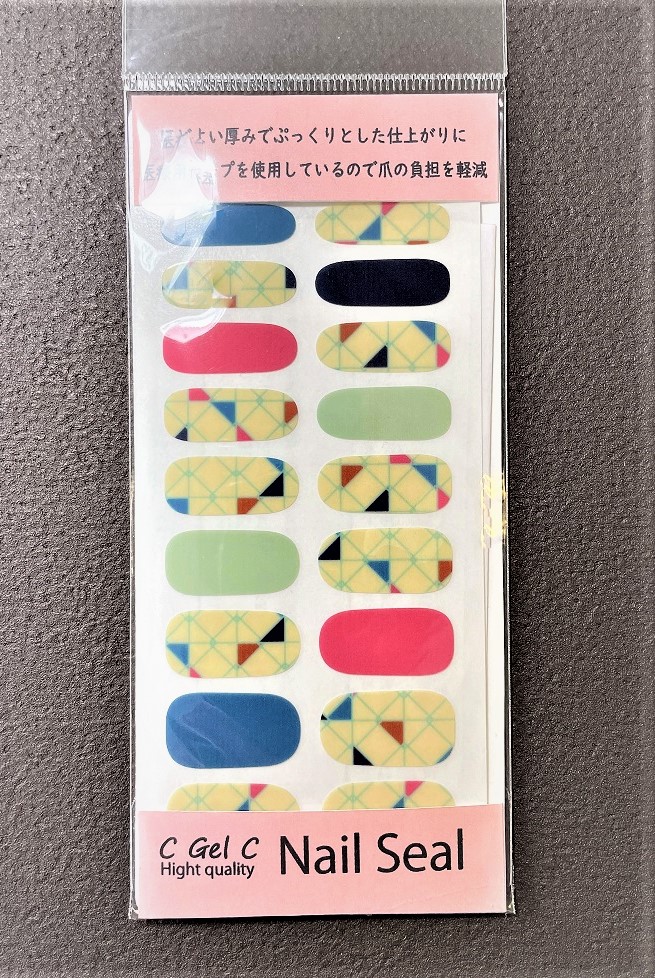 ほどよい厚みでぷっくりとした仕上がりに
プを使用しているので爪の負担を軽減
C Gel C
Hight quality
Nail Seal